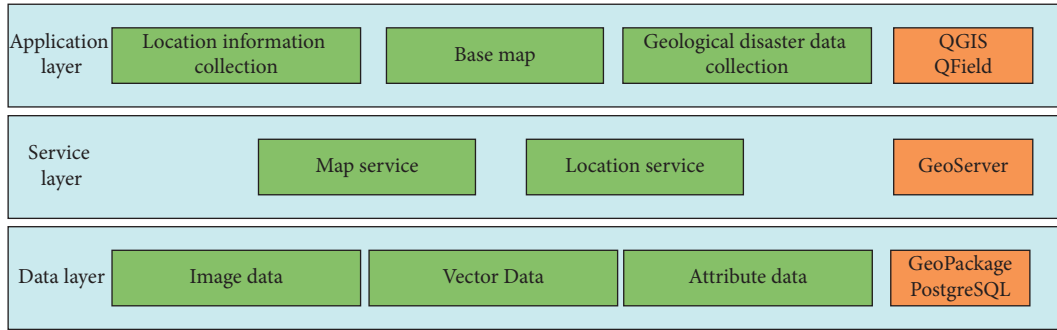 Application
layer
Location information
collection
Base map
Geological disaster data
collection
QGIS
QField
Service
layer
Map service
Location service
GeoServer
Data layer
Image data
Vector Data
Attribute data
GeoPackage
PostgreSQL